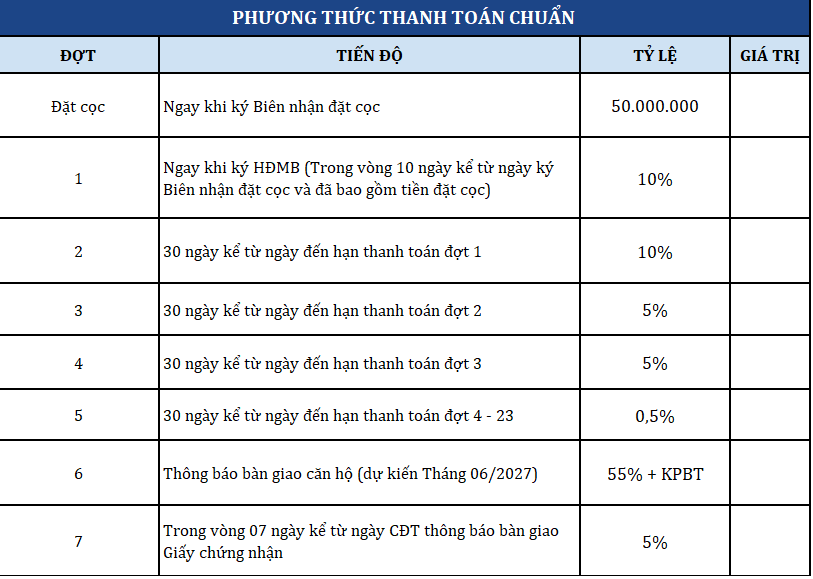 PHƯƠNG THỨC THANH TOÁN CHUẨN
ĐỢT TIẾN ĐỘ TỶ LỆ GIÁ TRỊ
Đặt cọc Ngay khi ký Biên nhận đặt cọc 50.000.000
1 Ngay khi ký HĐMB (Trong vòng 10 ngày kể từ ngày ký
Biên nhận đặt cọc và đã bao gồm tiền đặt cọc) 10%
2 30 ngày kể từ ngày đến hạn thanh toán đợt 1 10%
3 30 ngày kể từ ngày đến hạn thanh toán đợt 2 5%
4 30 ngày kể từ ngày đến hạn thanh toán đợt 3 5%
5 30 ngày kể từ ngày đến hạn thanh toán đợt 4 - 23 0,5%
6 Thông báo bàn giao căn hộ (dự kiến Tháng 06/2027) 55% + KPBT
7 Trong vòng 07 ngày kể từ ngày CĐT thông báo bàn giao
Giấy chứng nhận 5%